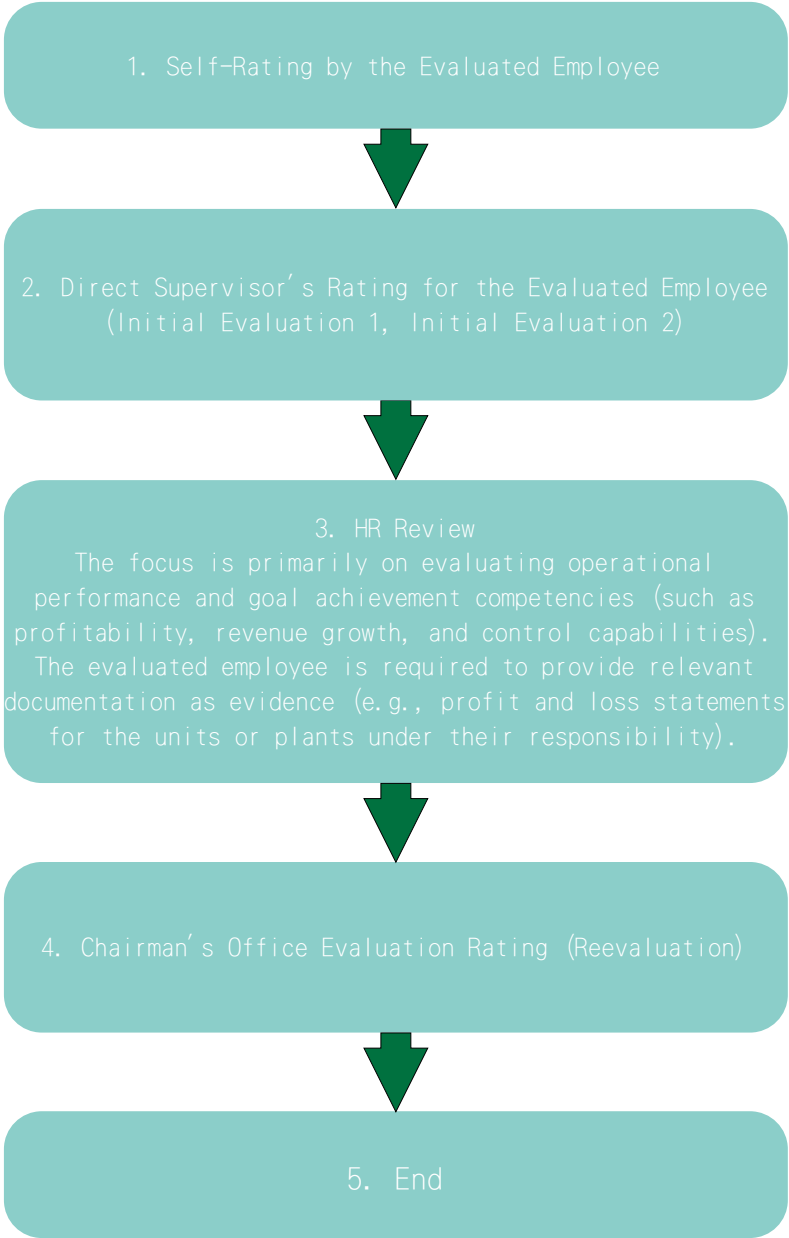 1. Self-Rating by the Evaluated Employee
2. Direct Supervisor's Rating for the Evaluated Employee
(Initial Evaluation 1, Initial Evaluation 2)
3. HR Review
The focus is primarily on evaluating operational
performance and goal achievement competencies (such as
profitability, revenue growth, and control capabilities).
The evaluated employee is required to provide relevant
documentation as evidence (e.g., profit and loss statements
for the units or plants under their responsibility).
4. Chairman's Office Evaluation Rating (Reevaluation)
5. End